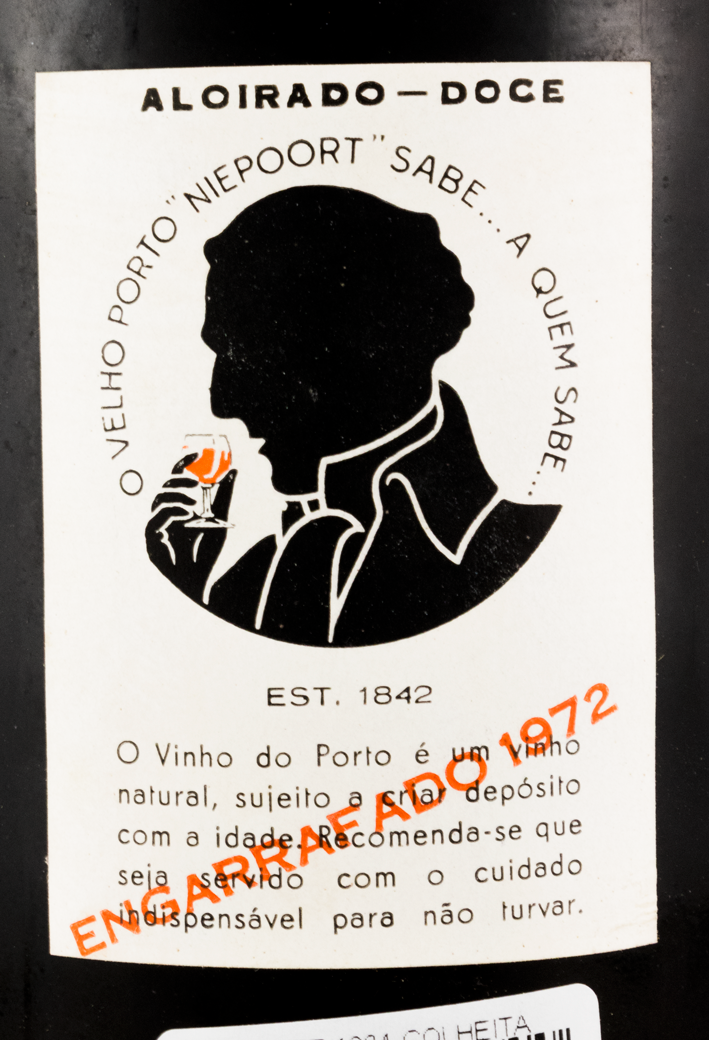 ALOIRADO — DOCE
O VELHO PORTO "NIEPOORT" SABE... A QUEM SABE...
EST. 1842
O Vinho do Porto é um vinho
natural, sujeito a criar depósito
com a idade. Recomenda-se que
seja servido com o cuidado
indispensável para não turvar.
ENGARRAFADO 1972
COLHEITA